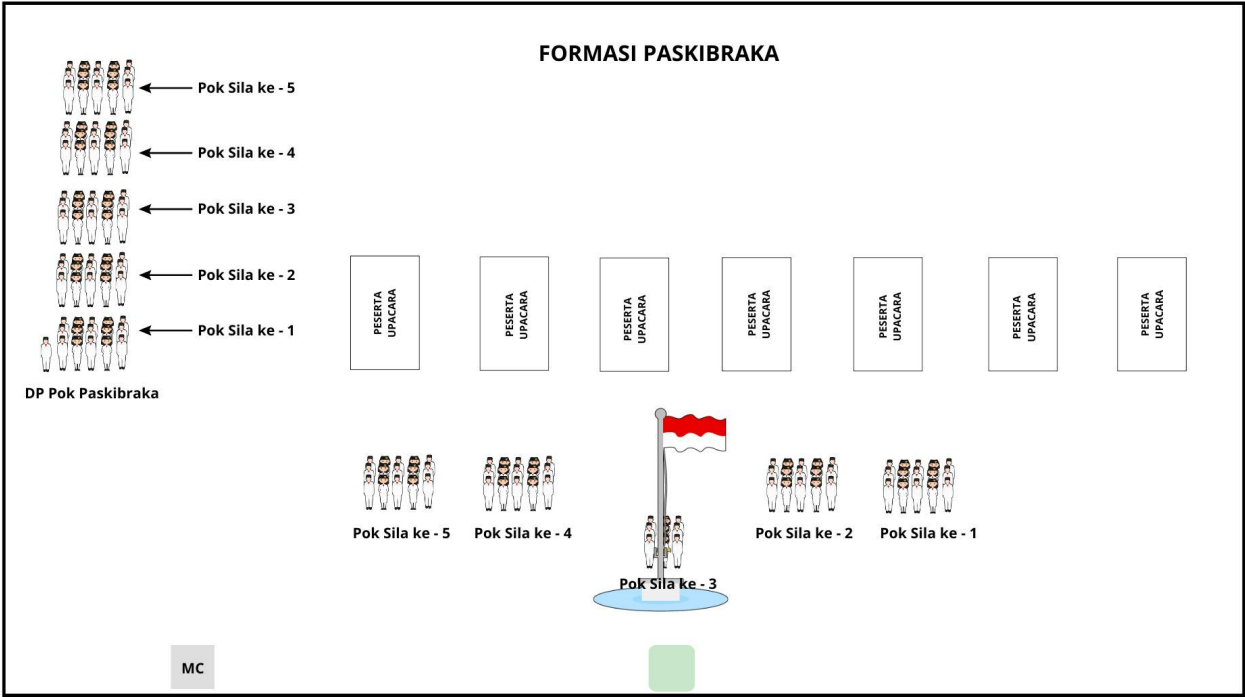 FORMASI PASKIBRAKA
Pok Sila ke - 5
Pok Sila ke - 4
Pok Sila ke - 3
Pok Sila ke - 2
Pok Sila ke - 1
DP Pok Paskibraka
PESERTA
UPACARA
PESERTA
UPACARA
PESERTA
UPACARA
PESERTA
UPACARA
PESERTA
UPACARA
PESERTA
UPACARA
PESERTA
UPACARA
Pok Sila ke - 5
Pok Sila ke - 4
Pok Sila ke - 3
Pok Sila ke - 2
Pok Sila ke - 1
MC